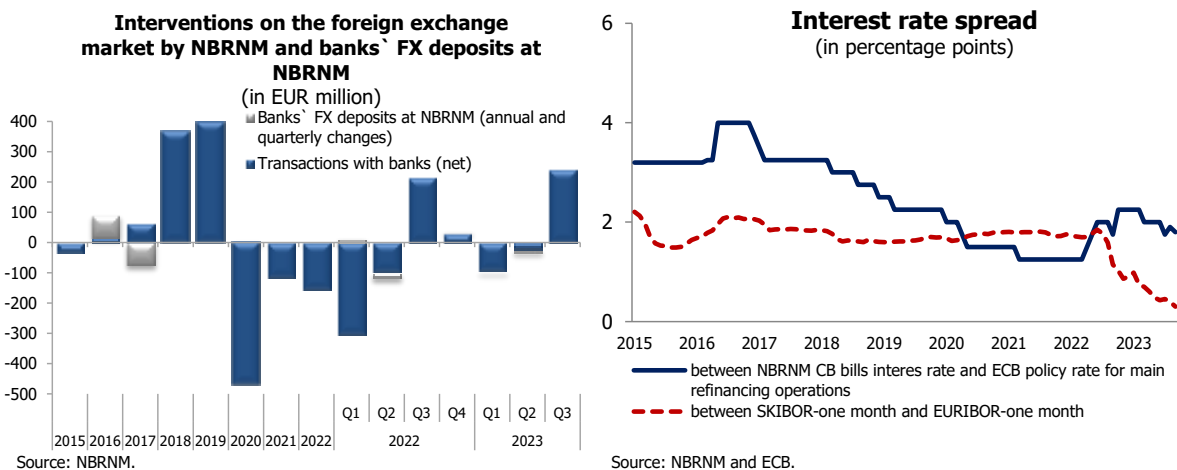 Interventions on the foreign exchange
market by NBRNM and banks` FX deposits at
NBRNM
(in EUR million)
Banks` FX deposits at NBRNM (annual and
quarterly changes)
Transactions with banks (net)
400
300
200
100
0
-100
-200
-300
-400
-500
Q1 Q2 Q3 Q4 Q1 Q2 Q3
2015 2016 2017 2018 2019 2020 2021 2022 2022 2023
Source: NBRNM.
Interest rate spread
(in percentage points)
6
4
2
0
2015 2016 2017 2018 2019 2020 2021 2022 2023
between NBRNM CB bills interes rate and ECB policy rate for main
refinancing operations
between SKIBOR-one month and EURIBOR-one month
Source: NBRNM and ECB.